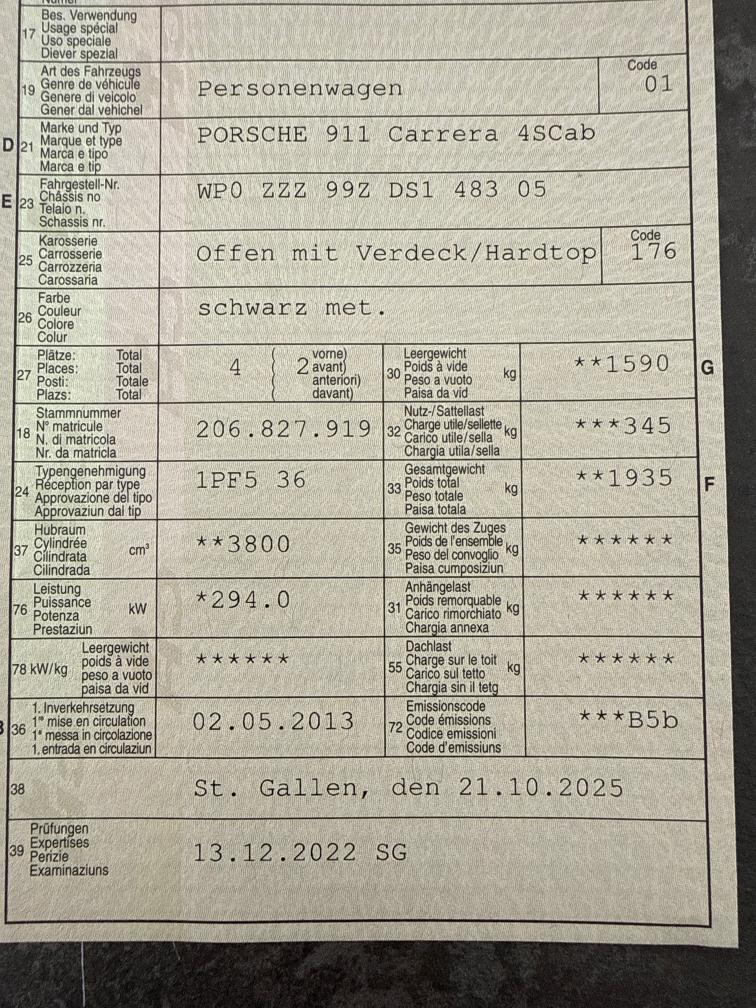 17 Bes. Verwendung
Usage spécial
Uso speciale
Diever spezial
19 Art des Fahrzeugs
Genre de véhicule
Genere di veicolo
Gener dal vehichel
Personenwagen
Code
01
D 21 Marke und Typ
Marque et type
Marca e tipo
Marca e tip
PORSCHE 911 Carrera 4SCab
E 23 Fahrgestell-Nr.
Châssis no
Telaio n.
Schassis nr.
WP0 ZZZ 99Z DS1 483 05
25 Karosserie
Carrosserie
Carrozzeria
Carossaria
Offen mit Verdeck/Hardtop
Code
176
26 Farbe
Couleur
Colore
Colur
schwarz met.
27 Plätze: Total
Places: Total
Posti: Totale
Plazs: Total
4 ( 2 vorne)
avant)
anteriori)
davant)
30 Leergewicht
Poids à vide
Peso a vuoto
Paisa da vid
kg
**1590
G
18 Stammnummer
N° matricule
N. di matricola
Nr. da matricla
206.827.919
32 Nutz-/Sattellast
Charge utile/sellette
Carico utile/sella
Chargia utila/sella
kg
***345
24 Typengenehmigung
Réception par type
Approvazione del tipo
Approvaziun dal tip
1PF5 36
33 Gesamtgewicht
Poids total
Peso totale
Paisa totala
kg
**1935
F
37 Hubraum
Cylindrée
Cilindrata
Cilindrada
cm³
**3800
35 Gewicht des Zuges
Poids de l'ensemble
Peso del convoglio
Paisa cumposiziun
kg
******
76 Leistung
Puissance
Potenza
Prestaziun
kW
*294.0
31 Anhängelast
Poids remorquable
Carico rimorchiato
Chargia annexa
kg
******
78 kW/kg Leergewicht
poids à vide
peso a vuoto
paisa da vid
******
55 Dachlast
Charge sur le toit
Carico sul tetto
Chargia sin il tetg
kg
******
B 36 1. Inverkehrsetzung
1re mise en circulation
1a messa in circolazione
1. entrada en circulaziun
02.05.2013
72 Emissionscode
Code émissions
Codice emissioni
Code d'emissiuns
***B5b
38
St. Gallen, den 21.10.2025
39 Prüfungen
Expertises
Perizie
Examinaziuns
13.12.2022 SG